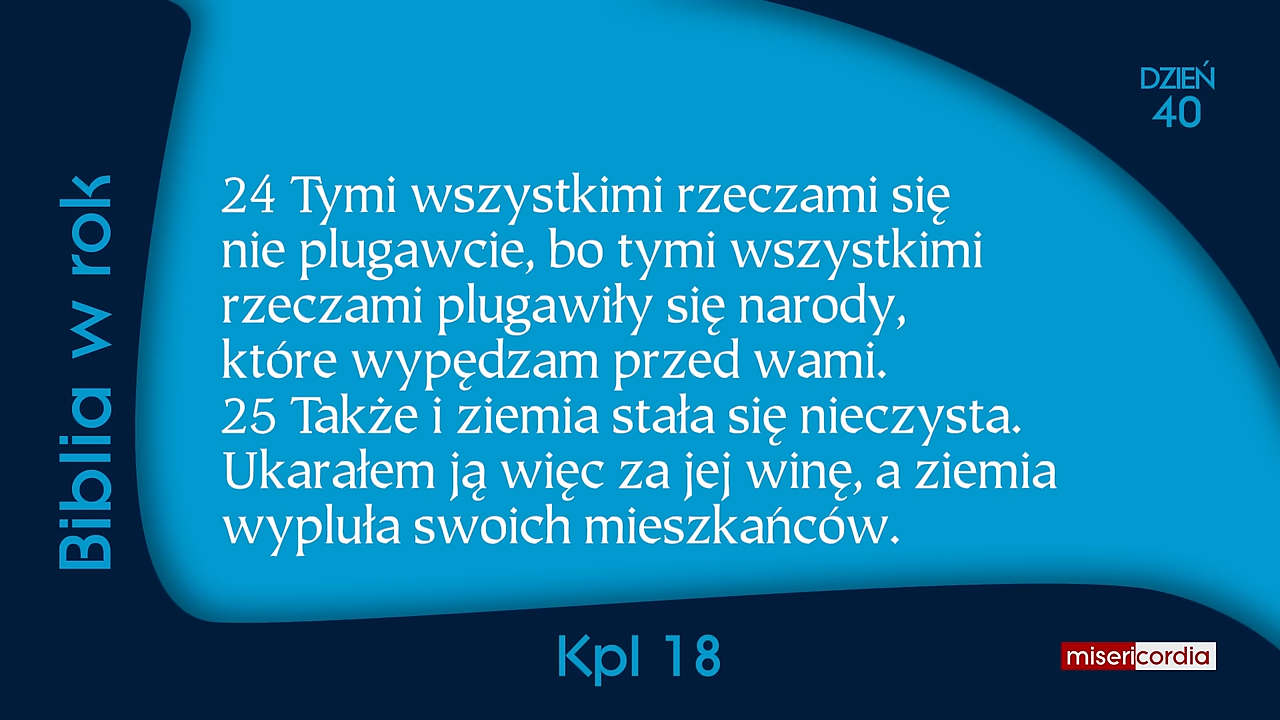 DZIEŃ
40
Biblia w rok
24 Tymi wszystkimi rzeczami się
nie plugawcie, bo tymi wszystkimi
rzeczami plugawiły się narody,
które wypędzam przed wami.
25 Także i ziemia stała się nieczysta.
Ukarałem ją więc za jej winę, a ziemia
wypluła swoich mieszkańców.
Kpl 18
misericordia